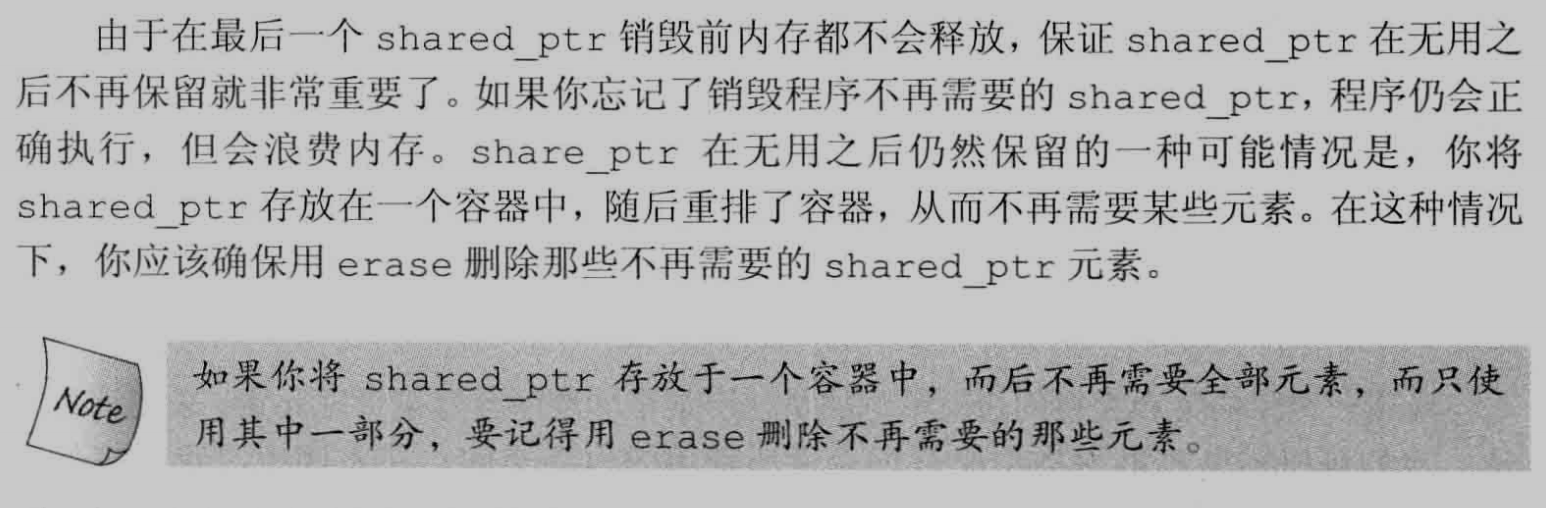 由于在最后一个 shared_ptr 销毁前内存都不会释放，保证 shared_ptr 在无用之
后不再保留就非常重要了。如果你忘记了销毁程序不再需要的 shared_ptr，程序仍会正
确执行，但会浪费内存。share_ptr 在无用之后仍然保留的一种可能情况是，你将
shared_ptr 存放在一个容器中，随后重排了容器，从而不再需要某些元素。在这种情况
下，你应该确保用 erase 删除那些不再需要的 shared_ptr 元素。
Note
如果你将 shared_ptr 存放于一个容器中，而后不再需要全部元素，而只使
用其中一部分，要记得用 erase 删除不再需要的那些元素。